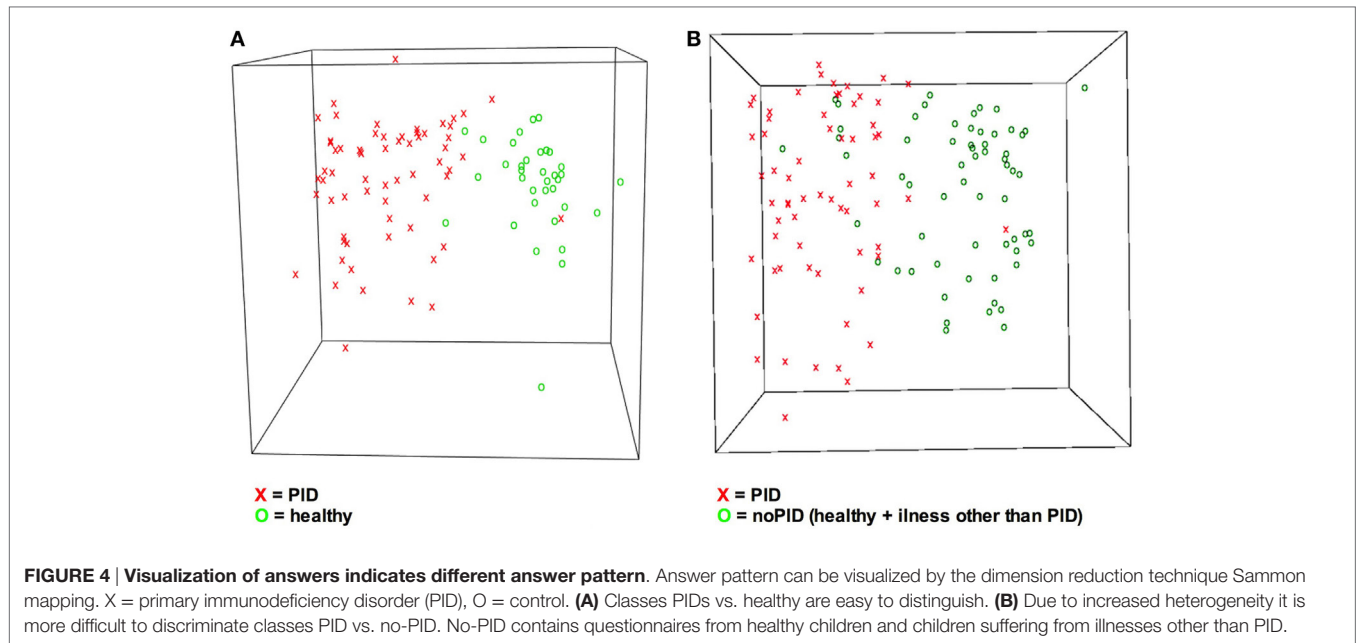 A
B
X = PID
O = healthy
X = PID
O = noPID (healthy + ilness other than PID)
FIGURE 4 | Visualization of answers indicates different answer pattern. Answer pattern can be visualized by the dimension reduction technique Sammon
mapping. X = primary immunodeficiency disorder (PID), O = control. (A) Classes PIDs vs. healthy are easy to distinguish. (B) Due to increased heterogeneity it is
more difficult to discriminate classes PID vs. no-PID. No-PID contains questionnaires from healthy children and children suffering from illnesses other than PID.